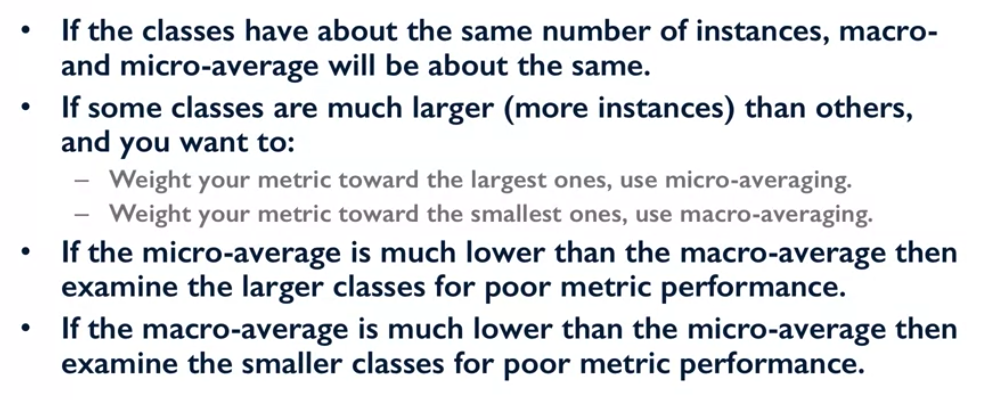 • If the classes have about the same number of instances, macro-
and micro-average will be about the same.
• If some classes are much larger (more instances) than others,
and you want to:
– Weight your metric toward the largest ones, use micro-averaging.
– Weight your metric toward the smallest ones, use macro-averaging.
• If the micro-average is much lower than the macro-average then
examine the larger classes for poor metric performance.
• If the macro-average is much lower than the micro-average then
examine the smaller classes for poor metric performance.